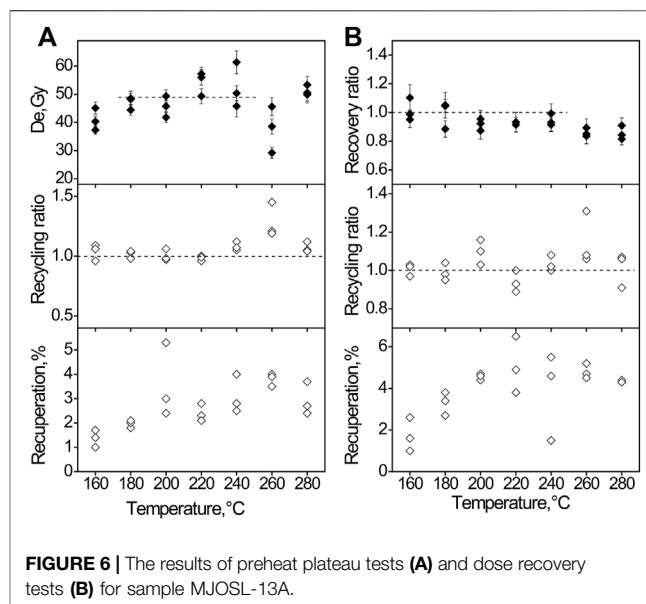 A
B
60
50
40
30
20
De,Gy
1.4
1.2
1.0
0.8
0.6
Recovery ratio
1.5
1.0
0.5
Recycling ratio
1.4
1.2
1.0
0.8
Recycling ratio
5
4
3
2
1
0
Recuperation,%
6
4
2
0
Recuperation,%
160 180 200 220 240 260 280
Temperature,°C
160 180 200 220 240 260 280
Temperature,°C
FIGURE 6 | The results of preheat plateau tests (A) and dose recovery
tests (B) for sample MJOSL-13A.